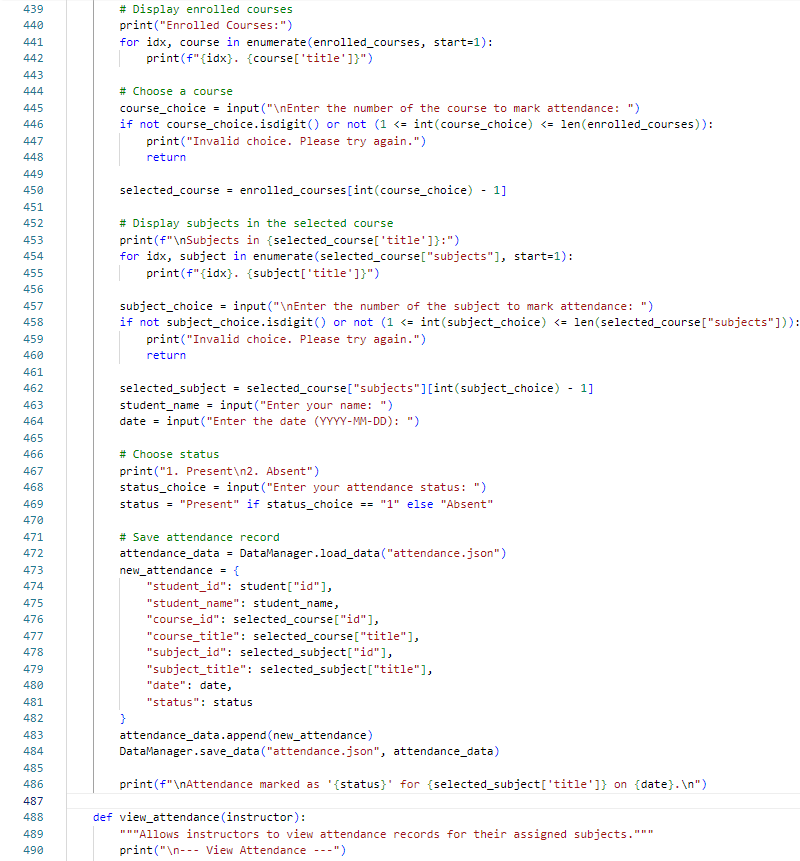 439 # Display enrolled courses
440 print("Enrolled Courses:")
441 for idx, course in enumerate(enrolled_courses, start=1):
442 print(f"{idx}. {course['title']}")
443
444 # Choose a course
445 course_choice = input("\nEnter the number of the course to mark attendance: ")
446 if not course_choice.isdigit() or not (1 <= int(course_choice) <= len(enrolled_courses)):
447 print("Invalid choice. Please try again.")
448 return
449
450 selected_course = enrolled_courses[int(course_choice) - 1]
451
452 # Display subjects in the selected course
453 print(f"\nSubjects in {selected_course['title']}:")
454 for idx, subject in enumerate(selected_course["subjects"], start=1):
455 print(f"{idx}. {subject['title']}")
456
457 subject_choice = input("\nEnter the number of the subject to mark attendance: ")
458 if not subject_choice.isdigit() or not (1 <= int(subject_choice) <= len(selected_course["subjects"])):
459 print("Invalid choice. Please try again.")
460 return
461
462 selected_subject = selected_course["subjects"][int(subject_choice) - 1]
463 student_name = input("Enter your name: ")
464 date = input("Enter the date (YYYY-MM-DD): ")
465
466 # Choose status
467 print("1. Present\n2. Absent")
468 status_choice = input("Enter your attendance status: ")
469 status = "Present" if status_choice == "1" else "Absent"
470
471 # Save attendance record
472 attendance_data = DataManager.load_data("attendance.json")
473 new_attendance = {
474 "student_id": student["id"],
475 "student_name": student_name,
476 "course_id": selected_course["id"],
477 "course_title": selected_course["title"],
478 "subject_id": selected_subject["id"],
479 "subject_title": selected_subject["title"],
480 "date": date,
481 "status": status
482 }
483 attendance_data.append(new_attendance)
484 DataManager.save_data("attendance.json", attendance_data)
485
486 print(f"\nAttendance marked as '{status}' for {selected_subject['title']} on {date}.\n")
487
488 def view_attendance(instructor):
489 """Allows instructors to view attendance records for their assigned subjects."""
490 print("\n--- View Attendance ---")